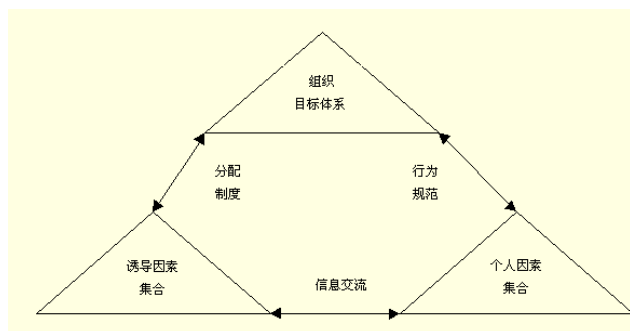 组织
目标体系
分配
制度
行为
规范
诱导因素
集合
信息交流
个人因素
集合